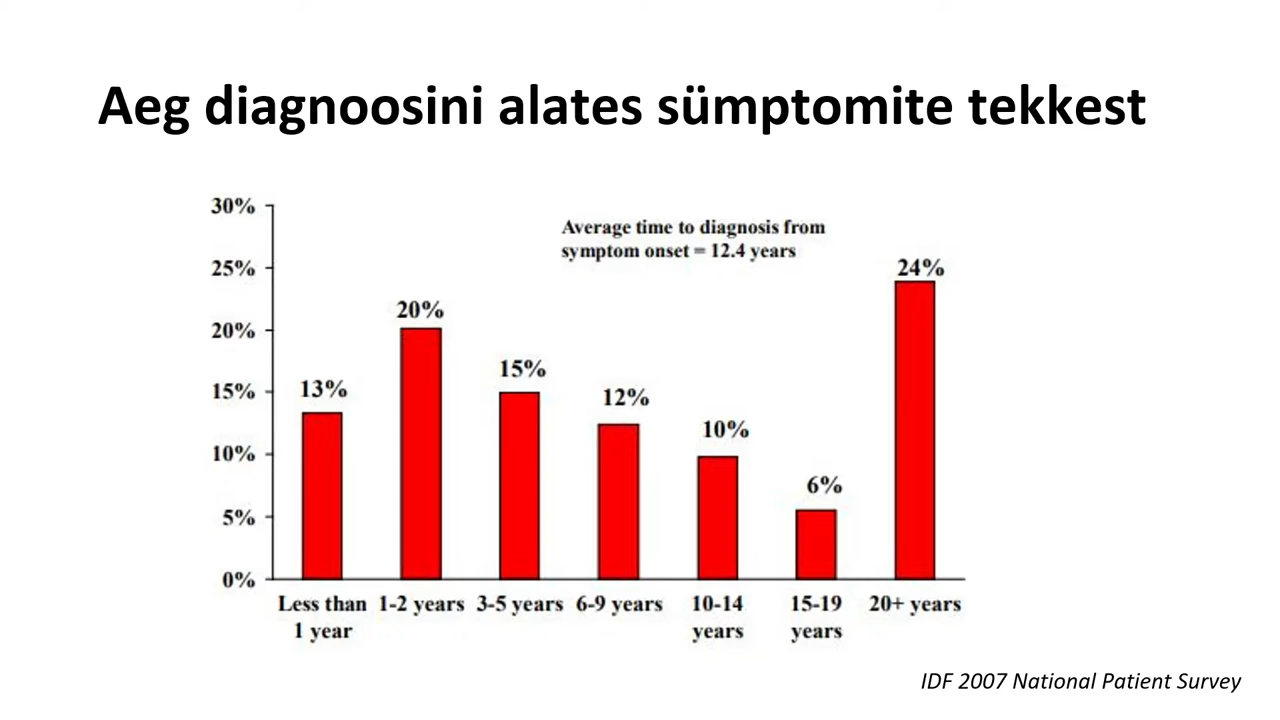 Aeg diagnoosini alates sümptomite tekkest
30%
25%
20%
15%
10%
5%
0%
Average time to diagnosis from
symptom onset = 12.4 years
13%
20%
15%
12%
10%
6%
24%
Less than
1 year
1-2 years
3-5 years
6-9 years
10-14
years
15-19
years
20+ years
IDF 2007 National Patient Survey